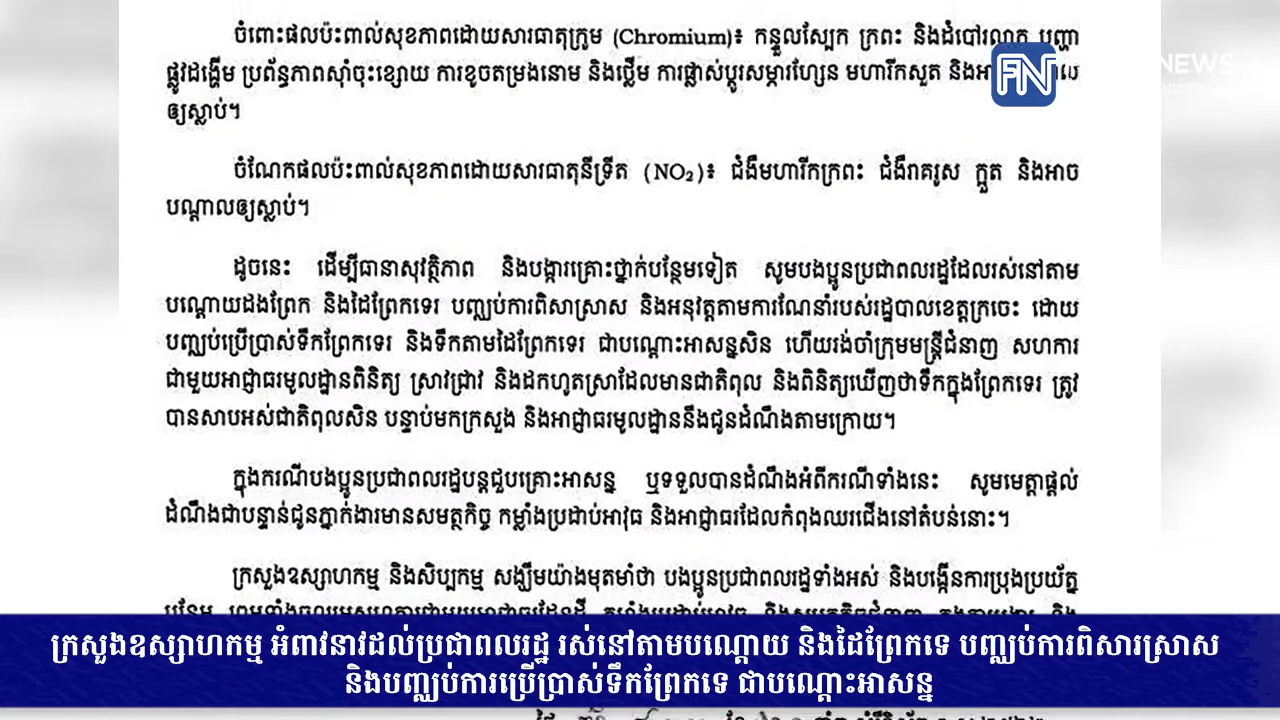 ចំពោះផលប៉ះពាល់សុខភាពដោយសារធាតុក្រូម (Chromium)៖ កន្ទួលស្បែក ក្រពះ និងដំបៅរលាក បញ្ហា
ផ្លូវដង្ហើម ប្រព័ន្ធភាពស៊ាំចុះខ្សោយ ការខូចតម្រងនោម និងថ្លើម ការផ្លាស់ប្តូរសម្ភារហ្សែន មហារីកសួត និង
ឲ្យស្លាប់។
FN
NEWS
ចំណែកផលប៉ះពាល់សុខភាពដោយសារធាតុនីទ្រីត (NO₂)៖ ជំងឺមហារីកក្រពះ ជំងឺរាគរូស ក្អួត និងអាច
បណ្តាលឲ្យស្លាប់។
ដូចនេះ ដើម្បីធានាសុវត្ថិភាព និងបង្ការគ្រោះថ្នាក់បន្ថែមទៀត សូមបងប្អូនប្រជាពលរដ្ឋដែលរស់នៅតាម
បណ្តោយដងព្រែក និងដៃព្រែកទេរ បញ្ឈប់ការពិសាស្រាស និងអនុវត្តតាមការណែនាំរបស់រដ្ឋបាលខេត្តក្រចេះ ដោយ
បញ្ឈប់ប្រើប្រាស់ទឹកព្រែកទេរ និងទឹកតាមដៃព្រែកទេរ ជាបណ្តោះអាសន្នសិន ហើយរង់ចាំក្រុមមន្ត្រីជំនាញ សហការ
ជាមួយអាជ្ញាធរមូលដ្ឋានពិនិត្យ ស្រាវជ្រាវ និងដកហូតស្រាដែលមានជាតិពុល និងពិនិត្យឃើញថាទឹកក្នុងព្រែកទេរ ត្រូវ
បានសាបអស់ជាតិពុលសិន បន្ទាប់មកក្រសួង និងអាជ្ញាធរមូលដ្ឋាននឹងជូនដំណឹងតាមក្រោយ។
ក្នុងករណីបងប្អូនប្រជាពលរដ្ឋបន្តជួបគ្រោះអាសន្ន ឬទទួលបានដំណឹងអំពីករណីទាំងនេះ សូមមេត្តាផ្តល់
ដំណឹងជាបន្ទាន់ជូនភ្នាក់ងារមានសមត្ថកិច្ច កម្លាំងប្រដាប់អាវុធ និងអាជ្ញាធរដែលកំពុងឈរជើងនៅតំបន់នោះ។
ក្រសួងឧស្សាហកម្ម និងសិប្បកម្ម សង្ឃឹមយ៉ាងមុតមាំថា បងប្អូនប្រជាពលរដ្ឋទាំងអស់ និងបង្កើនការប្រុងប្រយ័ត្ន
ក្រសួងឧស្សាហកម្ម អំពាវនាវដល់ប្រជាពលរដ្ឋ រស់នៅតាមបណ្តោយ និងដៃព្រែកទេ បញ្ឈប់ការពិសារស្រាស
និងបញ្ឈប់ការប្រើប្រាស់ទឹកព្រែកទេ ជាបណ្តោះអាសន្ន